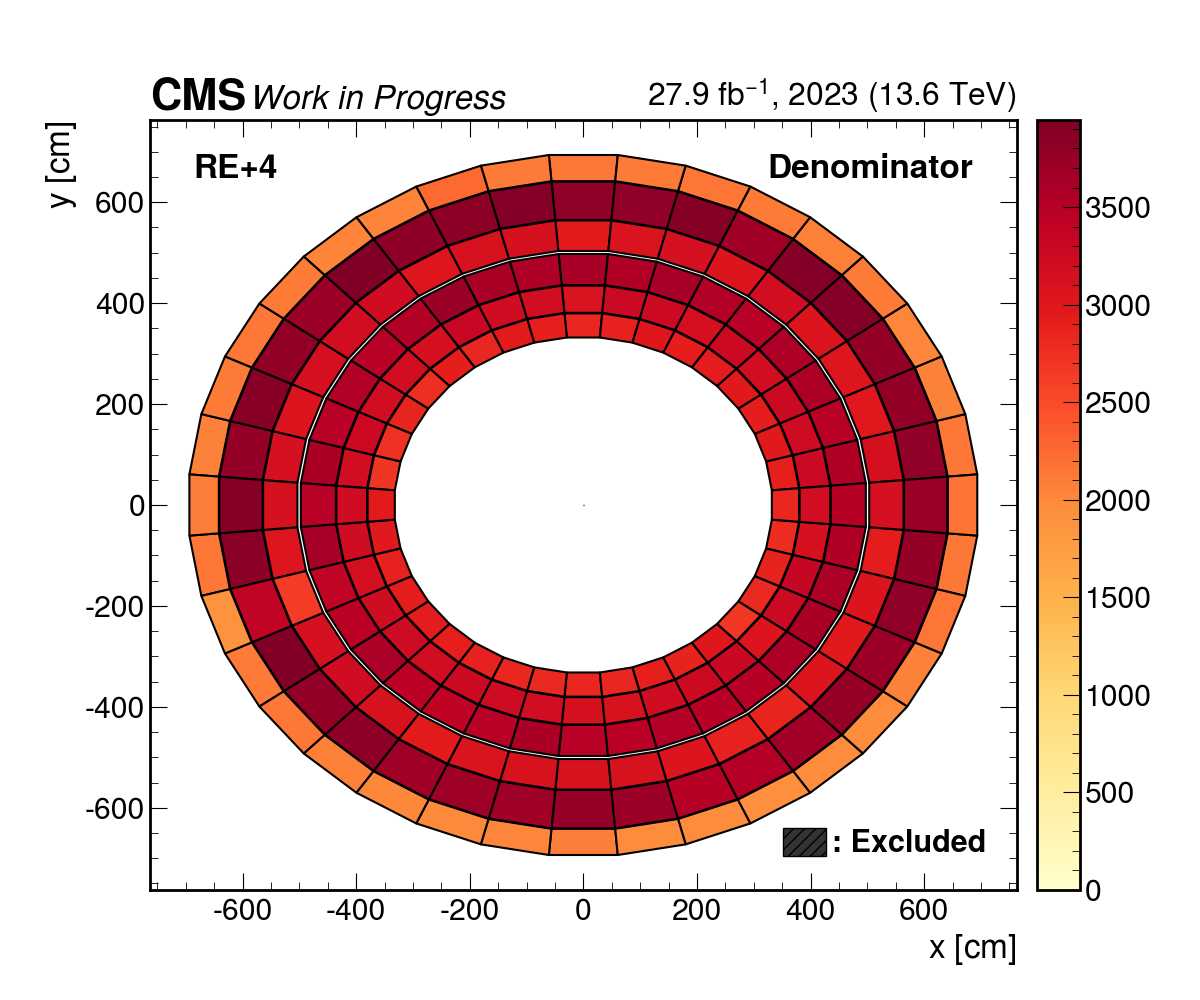 CMS Work in Progress
27.9 fb⁻¹, 2023 (13.6 TeV)
y [cm]
RE+4
Denominator
600
400
200
0
-200
-400
-600
: Excluded
-600 -400 -200 0 200 400 600
x [cm]
3500
3000
2500
2000
1500
1000
500
0